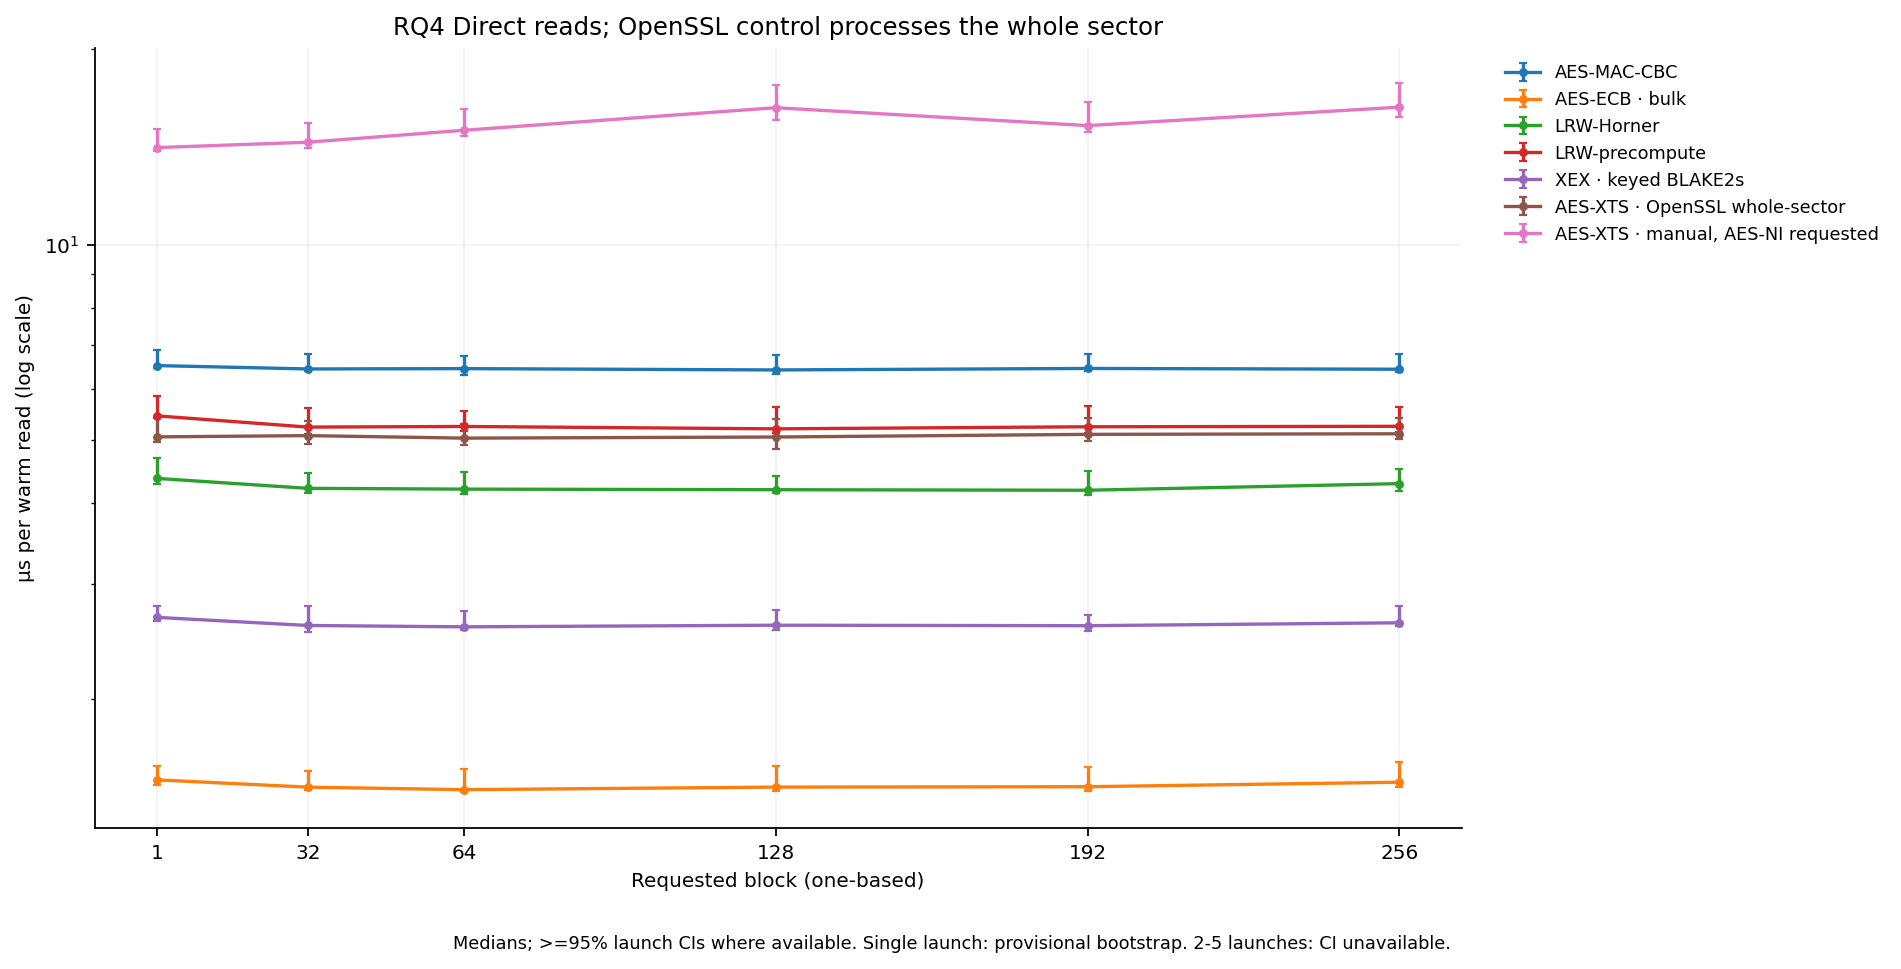 RQ4 Direct reads; OpenSSL control processes the whole sector
AES-MAC-CBC
AES-ECB · bulk
LRW-Horner
LRW-precompute
XEX · keyed BLAKE2s
AES-XTS · OpenSSL whole-sector
AES-XTS · manual, AES-NI requested
µs per warm read (log scale)
10¹
1 32 64 128 192 256
Requested block (one-based)
Medians; >=95% launch CIs where available. Single launch: provisional bootstrap. 2-5 launches: CI unavailable.